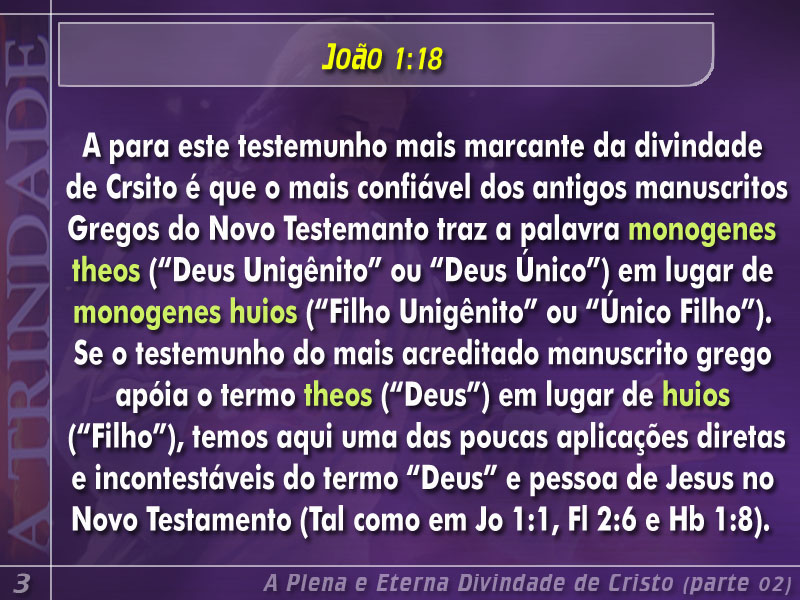 João 1:18
A para este testemunho mais marcante da divindade
de Crsito é que o mais confiável dos antigos manuscritos
Gregos do Novo Testemanto traz a palavra monogenes
theos (“Deus Unigênito” ou “Deus Único”) em lugar de
monogenes huios (“Filho Unigênito” ou “Único Filho”).
Se o testemunho do mais acreditado manuscrito grego
apóia o termo theos (“Deus”) em lugar de huios
(“Filho”), temos aqui uma das poucas aplicações diretas
e incontestáveis do termo “Deus” e pessoa de Jesus no
Novo Testamento (Tal como em Jo 1:1, Fl 2:6 e Hb 1:8).
A TRINDADE
3
A Plena e Eterna Divindade de Cristo (parte 02)